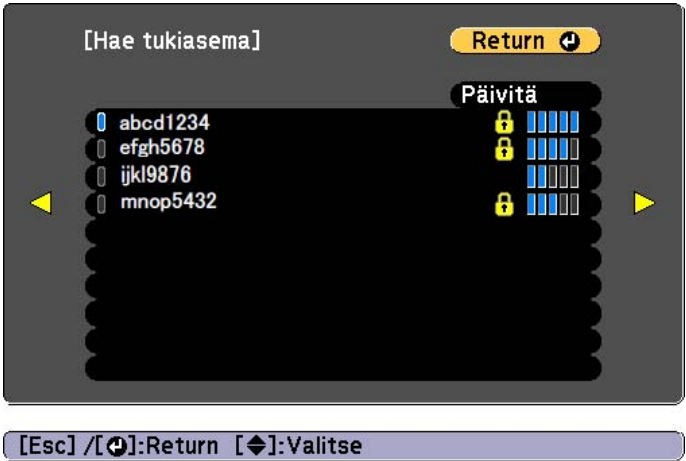 [Hae tukiasema] Return
Päivitä
abcd1234
efgh5678
ijkl9876
mnop5432
[Esc] /[]:Return []:Valitse